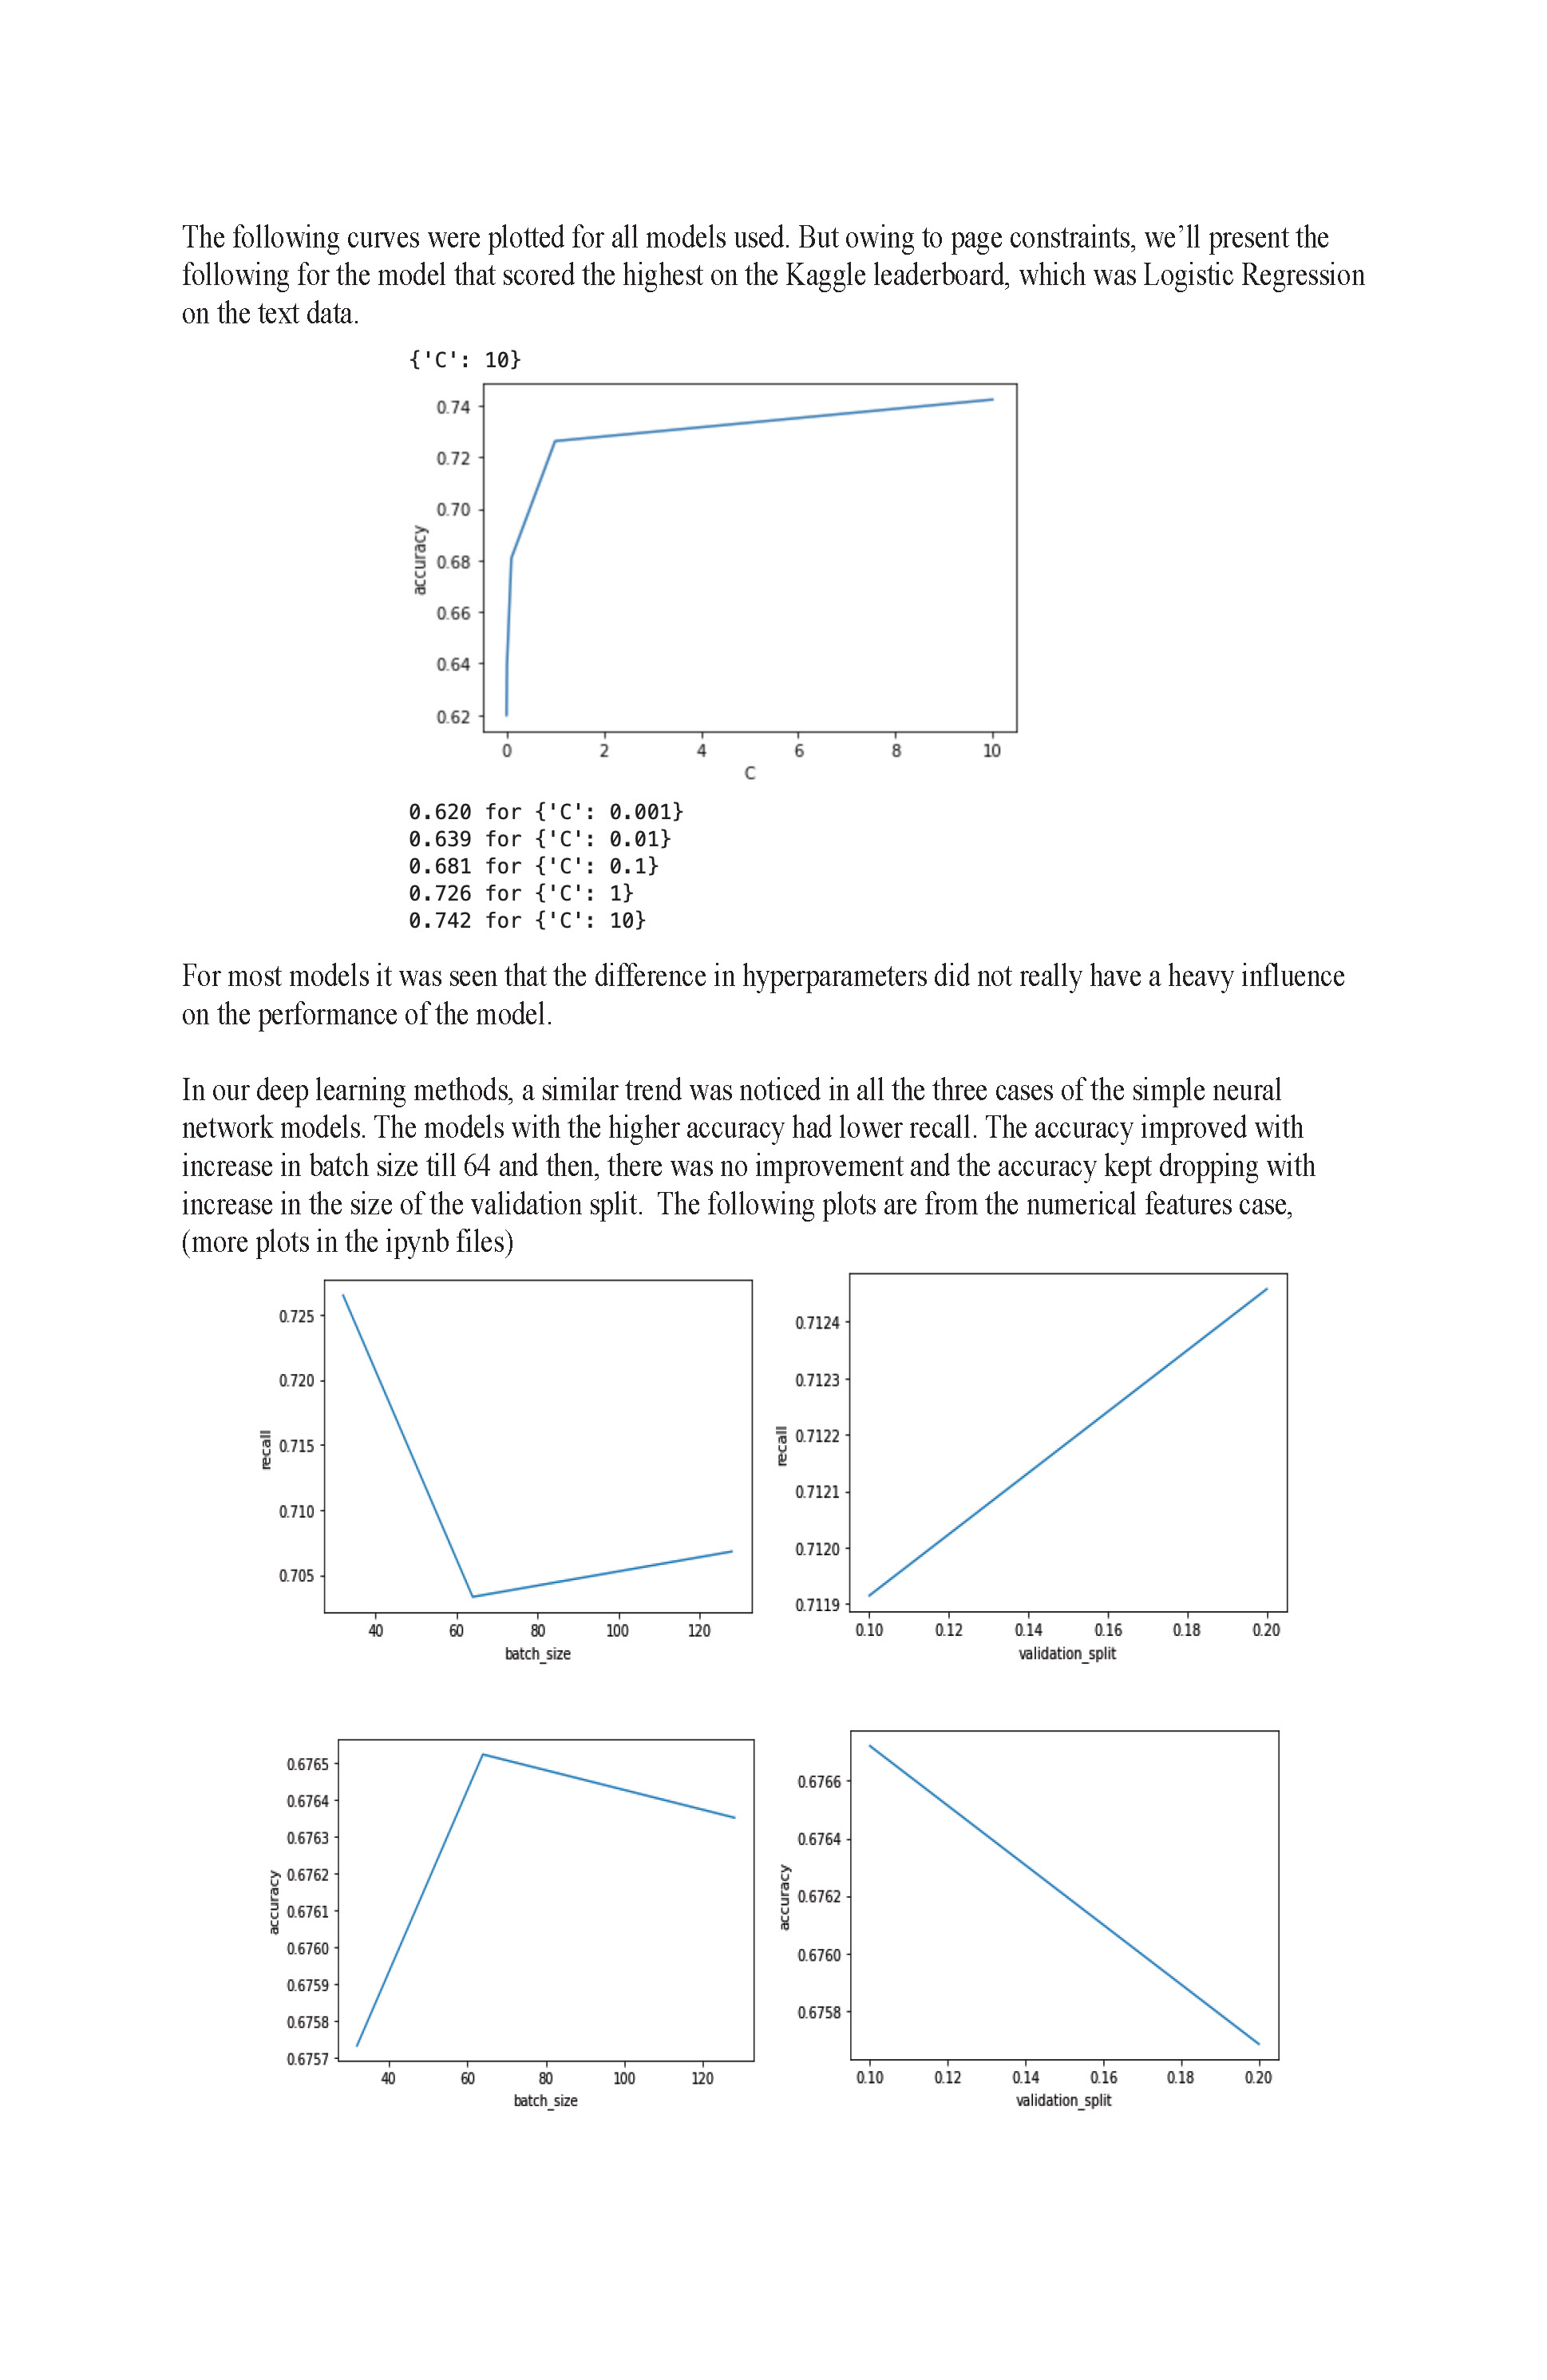 The following curves were plotted for all models used. But owing to page constraints, we’ll present the
following for the model that scored the highest on the Kaggle leaderboard, which was Logistic Regression
on the text data.
{'C': 10}
0.74
0.72
0.70
0.68
0.66
0.64
0.62
accuracy
0 2 4 6 8 10
C
0.620 for {'C': 0.001}
0.639 for {'C': 0.01}
0.681 for {'C': 0.1}
0.726 for {'C': 1}
0.742 for {'C': 10}
For most models it was seen that the difference in hyperparameters did not really have a heavy influence
on the performance of the model.
In our deep learning methods, a similar trend was noticed in all the three cases of the simple neural
network models. The models with the higher accuracy had lower recall. The accuracy improved with
increase in batch size till 64 and then, there was no improvement and the accuracy kept dropping with
increase in the size of the validation split.  The following plots are from the numerical features case,
(more plots in the ipynb files)
0.725
0.720
0.715
0.710
0.705
recall
40 60 80 100 120
batch_size
0.7124
0.7123
0.7122
0.7121
0.7120
0.7119
recall
0.10 0.12 0.14 0.16 0.18 0.20
validation_split
0.6765
0.6764
0.6763
0.6762
0.6761
0.6760
0.6759
0.6758
0.6757
accuracy
40 60 80 100 120
batch_size
0.6766
0.6764
0.6762
0.6760
0.6758
accuracy
0.10 0.12 0.14 0.16 0.18 0.20
validation_split